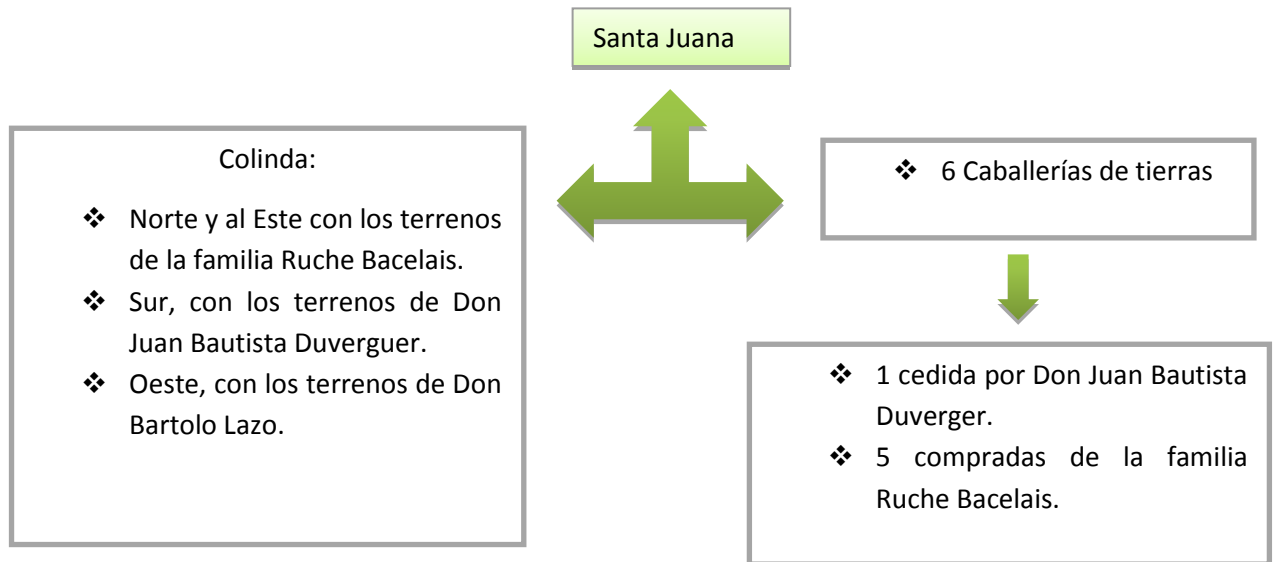 Santa Juana
Colinda:
❖ Norte y al Este con los terrenos
de la familia Ruche Bacelais.
❖ Sur, con los terrenos de Don
Juan Bautista Duverguer.
❖ Oeste, con los terrenos de Don
Bartolo Lazo.
❖ 6 Caballerías de tierras
❖ 1 cedida por Don Juan Bautista
Duverger.
❖ 5 compradas de la familia
Ruche Bacelais.